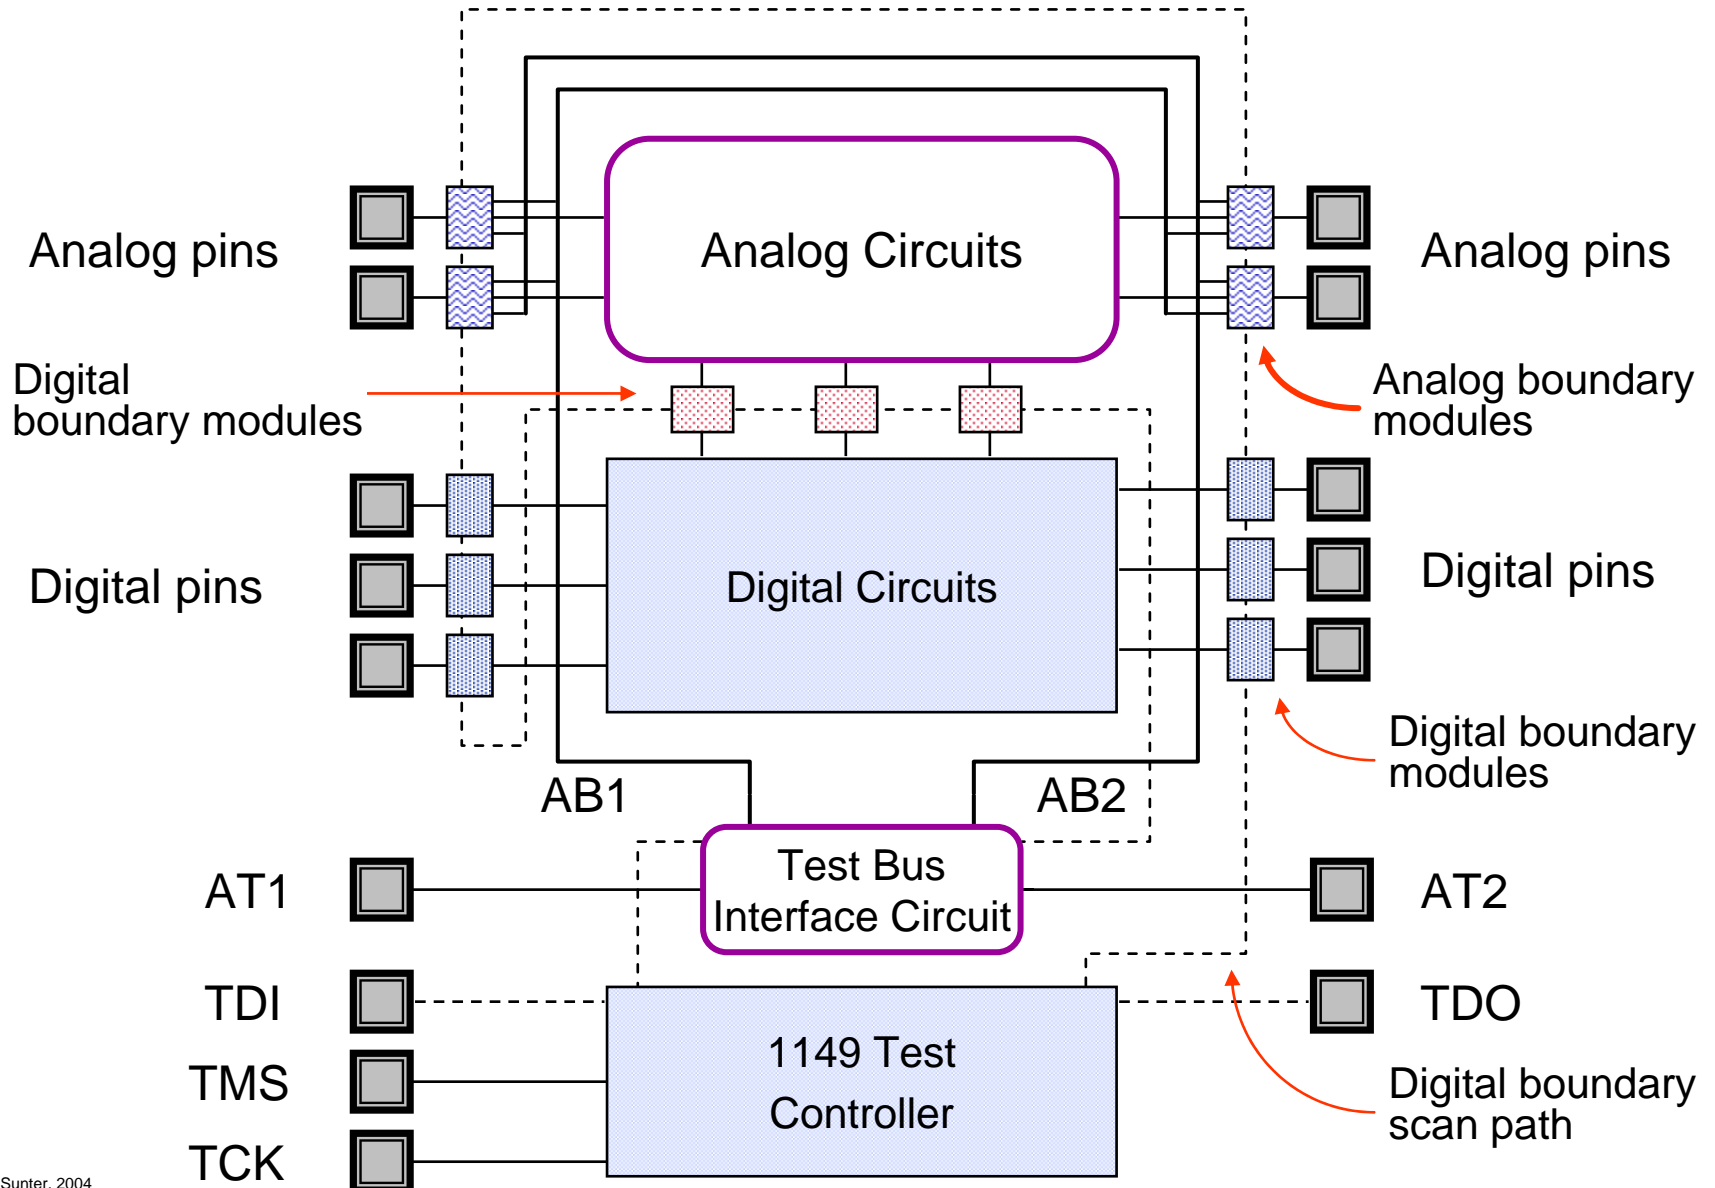 Analog pins
Analog Circuits
Analog pins
Digital
boundary modules
Analog boundary
modules
Digital pins
Digital Circuits
Digital pins
Digital boundary
modules
AB1
AB2
Test Bus
Interface Circuit
AT1
AT2
TDI
TDO
1149 Test
Controller
TMS
Digital boundary
scan path
TCK
Sunter, 2004